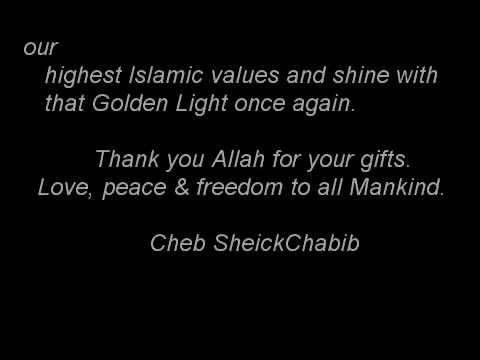 our
highest Islamic values and shine with
that Golden Light once again.
Thank you Allah for your gifts.
Love, peace & freedom to all Mankind.
Cheb SheickChabib